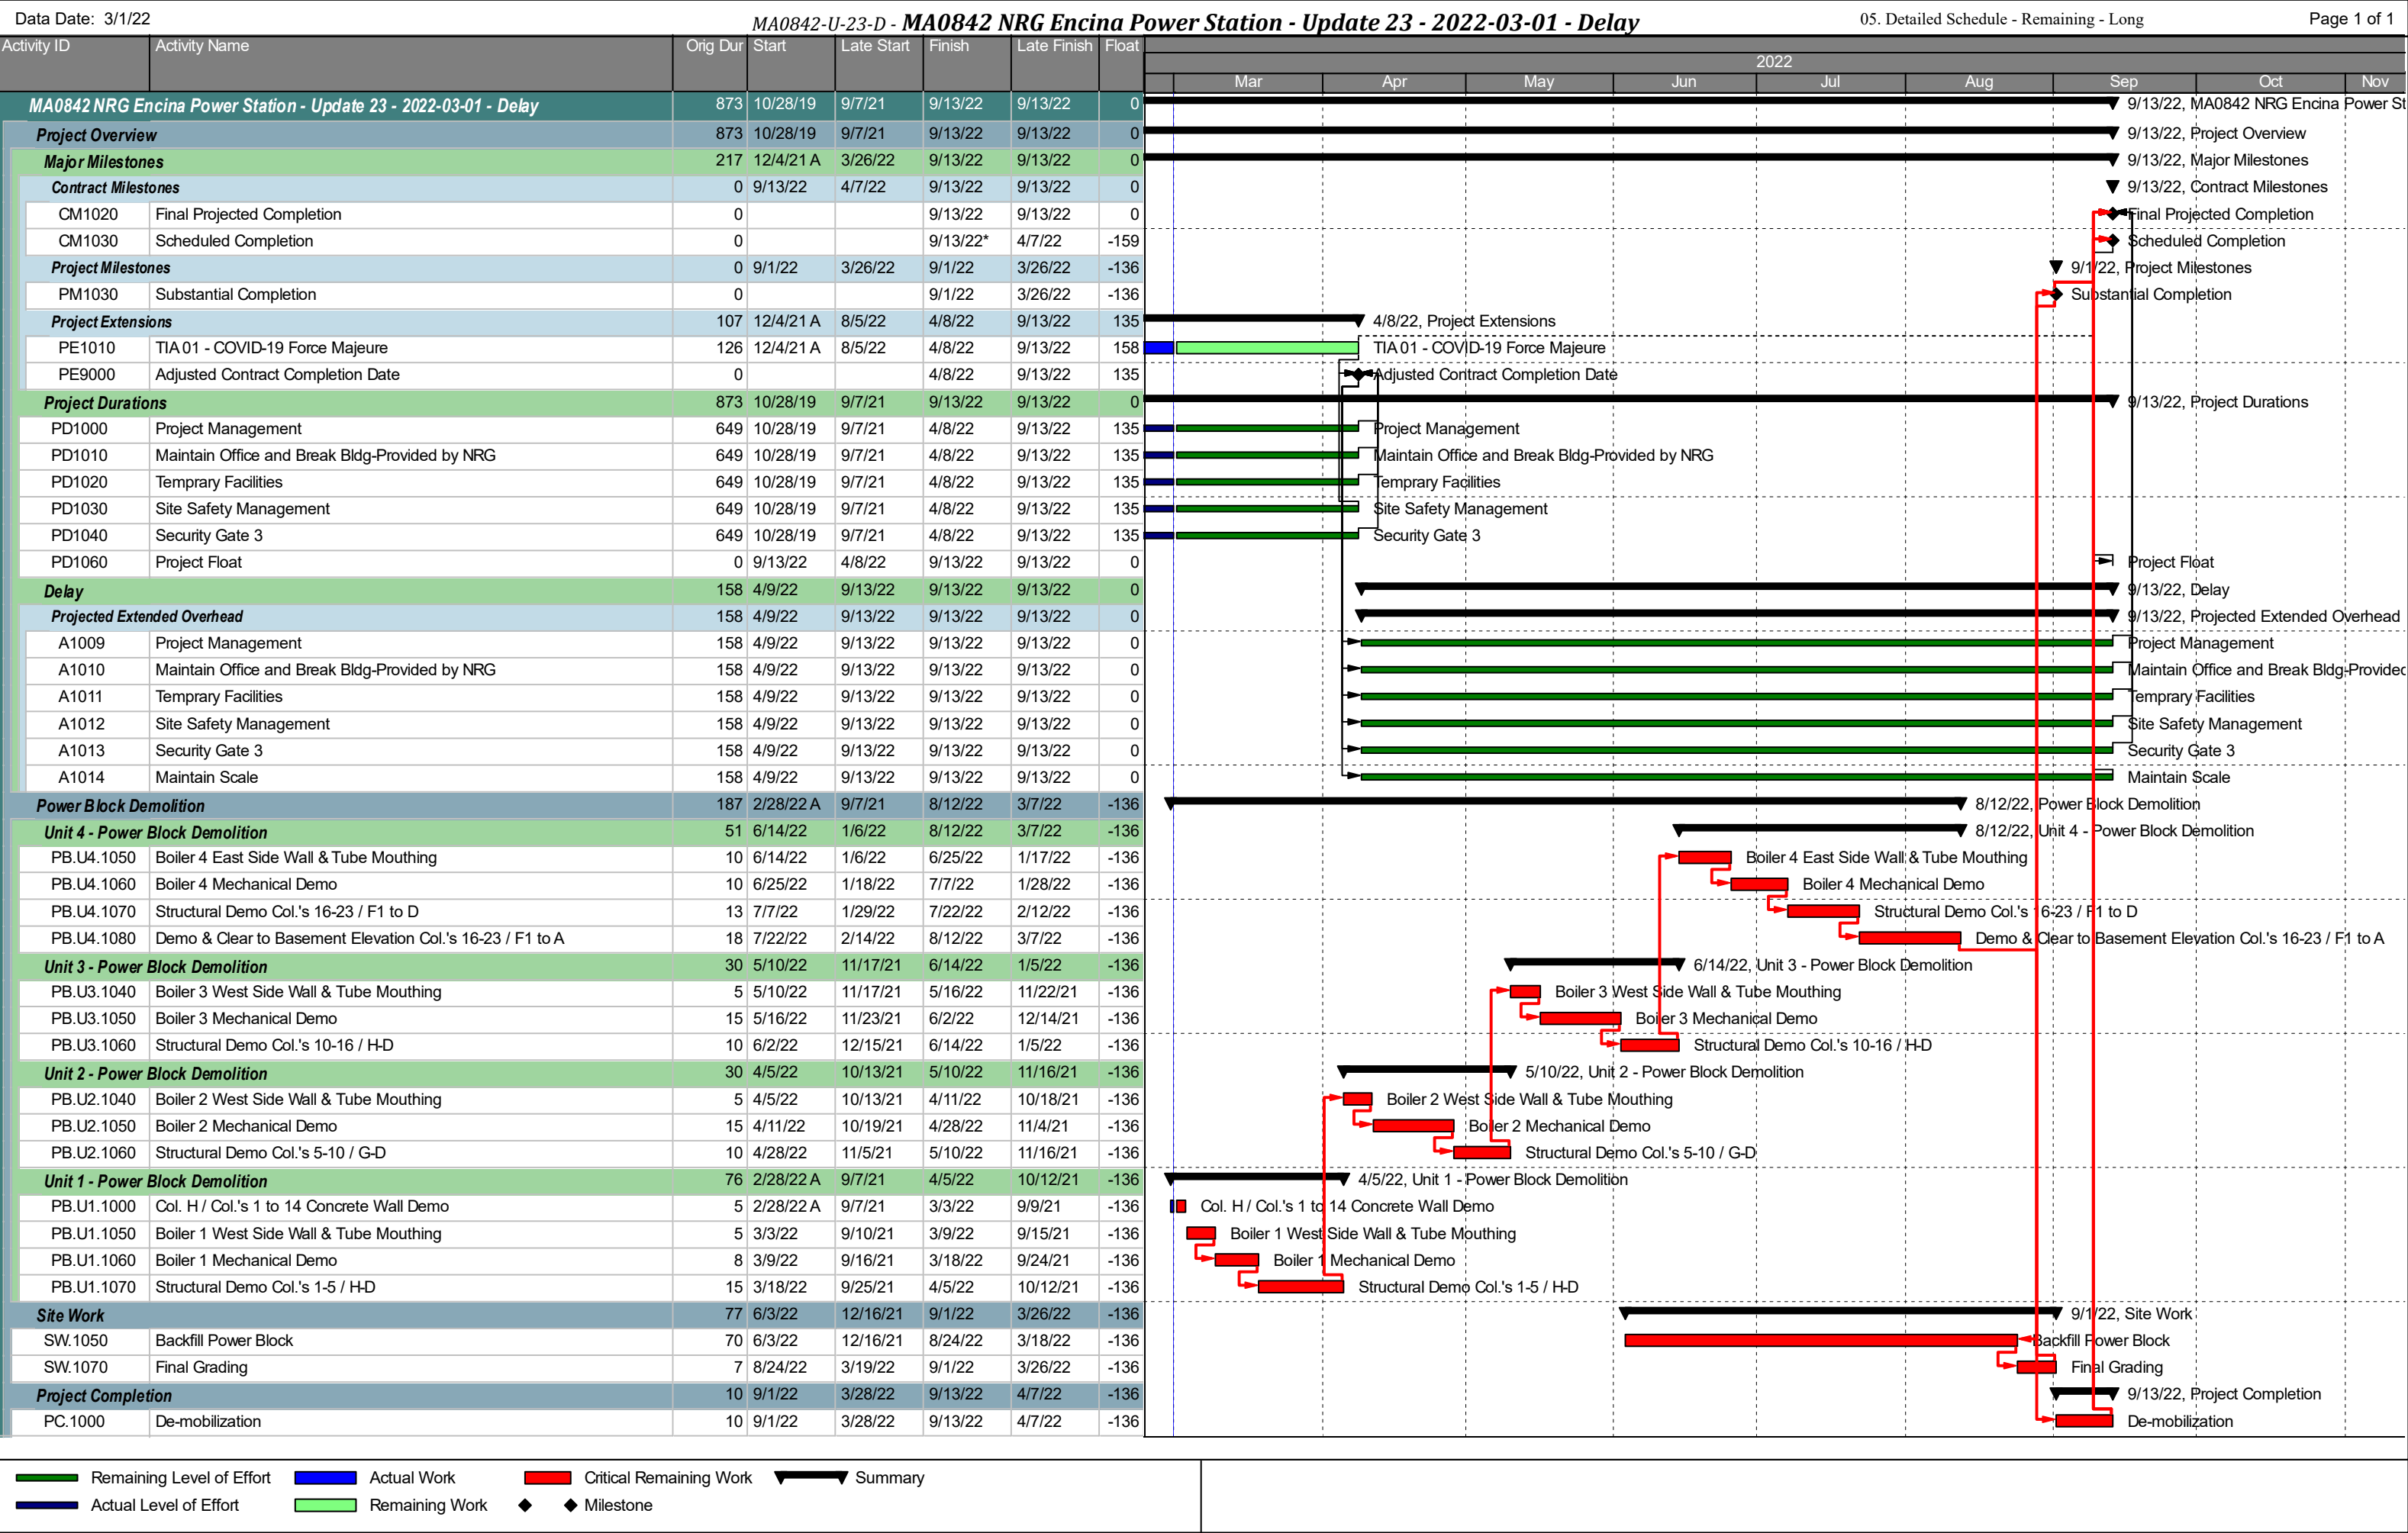 Data Date: 3/1/22 MA0842-U-23-D - MA0842 NRG Encina Power Station - Update 23 - 2022-03-01 - Delay 05. Detailed Schedule - Remaining - Long Page 1 of 1
Activity ID Activity Name Orig Dur Start Late Start Finish Late Finish Float
2022
Mar Apr May Jun Jul Aug Sep Oct Nov
MA0842 NRG Encina Power Station - Update 23 - 2022-03-01 - Delay 873 10/28/19 9/7/21 9/13/22 9/13/22 0 9/13/22, MA0842 NRG Encina Power St
Project Overview 873 10/28/19 9/7/21 9/13/22 9/13/22 0 9/13/22, Project Overview
Major Milestones 217 12/4/21 A 3/26/22 9/13/22 9/13/22 0 9/13/22, Major Milestones
Contract Milestones 0 9/13/22 4/7/22 9/13/22 9/13/22 0 9/13/22, Contract Milestones
CM1020 Final Projected Completion 0 9/13/22 9/13/22 0 Final Projected Completion
CM1030 Scheduled Completion 0 9/13/22* 4/7/22 -159 Scheduled Completion
Project Milestones 0 9/1/22 3/26/22 9/1/22 3/26/22 -136 9/1/22, Project Milestones
PM1030 Substantial Completion 0 9/1/22 3/26/22 -136 Substantial Completion
Project Extensions 107 12/4/21 A 8/5/22 4/8/22 9/13/22 135 4/8/22, Project Extensions
PE1010 TIA 01 - COVID-19 Force Majeure 126 12/4/21 A 8/5/22 4/8/22 9/13/22 158 TIA 01 - COVID-19 Force Majeure
PE9000 Adjusted Contract Completion Date 0 4/8/22 9/13/22 135 Adjusted Contract Completion Date
Project Durations 873 10/28/19 9/7/21 9/13/22 9/13/22 0 9/13/22, Project Durations
PD1000 Project Management 649 10/28/19 9/7/21 4/8/22 9/13/22 135 Project Management
PD1010 Maintain Office and Break Bldg-Provided by NRG 649 10/28/19 9/7/21 4/8/22 9/13/22 135 Maintain Office and Break Bldg-Provided by NRG
PD1020 Temprary Facilities 649 10/28/19 9/7/21 4/8/22 9/13/22 135 Temprary Facilities
PD1030 Site Safety Management 649 10/28/19 9/7/21 4/8/22 9/13/22 135 Site Safety Management
PD1040 Security Gate 3 649 10/28/19 9/7/21 4/8/22 9/13/22 135 Security Gate 3
PD1060 Project Float 0 9/13/22 4/8/22 9/13/22 9/13/22 0 Project Float
Delay 158 4/9/22 9/13/22 9/13/22 9/13/22 0 9/13/22, Delay
Projected Extended Overhead 158 4/9/22 9/13/22 9/13/22 9/13/22 0 9/13/22, Projected Extended Overhead
A1009 Project Management 158 4/9/22 9/13/22 9/13/22 9/13/22 0 Project Management
A1010 Maintain Office and Break Bldg-Provided by NRG 158 4/9/22 9/13/22 9/13/22 9/13/22 0 Maintain Office and Break Bldg-Provided
A1011 Temprary Facilities 158 4/9/22 9/13/22 9/13/22 9/13/22 0 Temprary Facilities
A1012 Site Safety Management 158 4/9/22 9/13/22 9/13/22 9/13/22 0 Site Safety Management
A1013 Security Gate 3 158 4/9/22 9/13/22 9/13/22 9/13/22 0 Security Gate 3
A1014 Maintain Scale 158 4/9/22 9/13/22 9/13/22 9/13/22 0 Maintain Scale
Power Block Demolition 187 2/28/22 A 9/7/21 8/12/22 3/7/22 -136 8/12/22, Power Block Demolition
Unit 4 - Power Block Demolition 51 6/14/22 1/6/22 8/12/22 3/7/22 -136 8/12/22, Unit 4 - Power Block Demolition
PB.U4.1050 Boiler 4 East Side Wall & Tube Mouthing 10 6/14/22 1/6/22 6/25/22 1/17/22 -136 Boiler 4 East Side Wall & Tube Mouthing
PB.U4.1060 Boiler 4 Mechanical Demo 10 6/25/22 1/18/22 7/7/22 1/28/22 -136 Boiler 4 Mechanical Demo
PB.U4.1070 Structural Demo Col.'s 16-23 / F1 to D 13 7/7/22 1/29/22 7/22/22 2/12/22 -136 Structural Demo Col.'s 16-23 / F1 to D
PB.U4.1080 Demo & Clear to Basement Elevation Col.'s 16-23 / F1 to A 18 7/22/22 2/14/22 8/12/22 3/7/22 -136 Demo & Clear to Basement Elevation Col.'s 16-23 / F1 to A
Unit 3 - Power Block Demolition 30 5/10/22 11/17/21 6/14/22 1/5/22 -136 6/14/22, Unit 3 - Power Block Demolition
PB.U3.1040 Boiler 3 West Side Wall & Tube Mouthing 5 5/10/22 11/17/21 5/16/22 11/22/21 -136 Boiler 3 West Side Wall & Tube Mouthing
PB.U3.1050 Boiler 3 Mechanical Demo 15 5/16/22 11/23/21 6/2/22 12/14/21 -136 Boiler 3 Mechanical Demo
PB.U3.1060 Structural Demo Col.'s 10-16 / H-D 10 6/2/22 12/15/21 6/14/22 1/5/22 -136 Structural Demo Col.'s 10-16 / H-D
Unit 2 - Power Block Demolition 30 4/5/22 10/13/21 5/10/22 11/16/21 -136 5/10/22, Unit 2 - Power Block Demolition
PB.U2.1040 Boiler 2 West Side Wall & Tube Mouthing 5 4/5/22 10/13/21 4/11/22 10/18/21 -136 Boiler 2 West Side Wall & Tube Mouthing
PB.U2.1050 Boiler 2 Mechanical Demo 15 4/11/22 10/19/21 4/28/22 11/4/21 -136 Boiler 2 Mechanical Demo
PB.U2.1060 Structural Demo Col.'s 5-10 / G-D 10 4/28/22 11/5/21 5/10/22 11/16/21 -136 Structural Demo Col.'s 5-10 / G-D
Unit 1 - Power Block Demolition 76 2/28/22 A 9/7/21 4/5/22 10/12/21 -136 4/5/22, Unit 1 - Power Block Demolition
PB.U1.1000 Col. H / Col.'s 1 to 14 Concrete Wall Demo 5 2/28/22 A 9/7/21 3/3/22 9/9/21 -136 Col. H / Col.'s 1 to 14 Concrete Wall Demo
PB.U1.1050 Boiler 1 West Side Wall & Tube Mouthing 5 3/3/22 9/10/21 3/9/22 9/15/21 -136 Boiler 1 West Side Wall & Tube Mouthing
PB.U1.1060 Boiler 1 Mechanical Demo 8 3/9/22 9/16/21 3/18/22 9/24/21 -136 Boiler 1 Mechanical Demo
PB.U1.1070 Structural Demo Col.'s 1-5 / H-D 15 3/18/22 9/25/21 4/5/22 10/12/21 -136 Structural Demo Col.'s 1-5 / H-D
Site Work 77 6/3/22 12/16/21 9/1/22 3/26/22 -136 9/1/22, Site Work
SW.1050 Backfill Power Block 70 6/3/22 12/16/21 8/24/22 3/18/22 -136 Backfill Power Block
SW.1070 Final Grading 7 8/24/22 3/19/22 9/1/22 3/26/22 -136 Final Grading
Project Completion 10 9/1/22 3/28/22 9/13/22 4/7/22 -136 9/13/22, Project Completion
PC.1000 De-mobilization 10 9/1/22 3/28/22 9/13/22 4/7/22 -136 De-mobilization
Remaining Level of Effort Actual Work Critical Remaining Work Summary
Actual Level of Effort Remaining Work Milestone